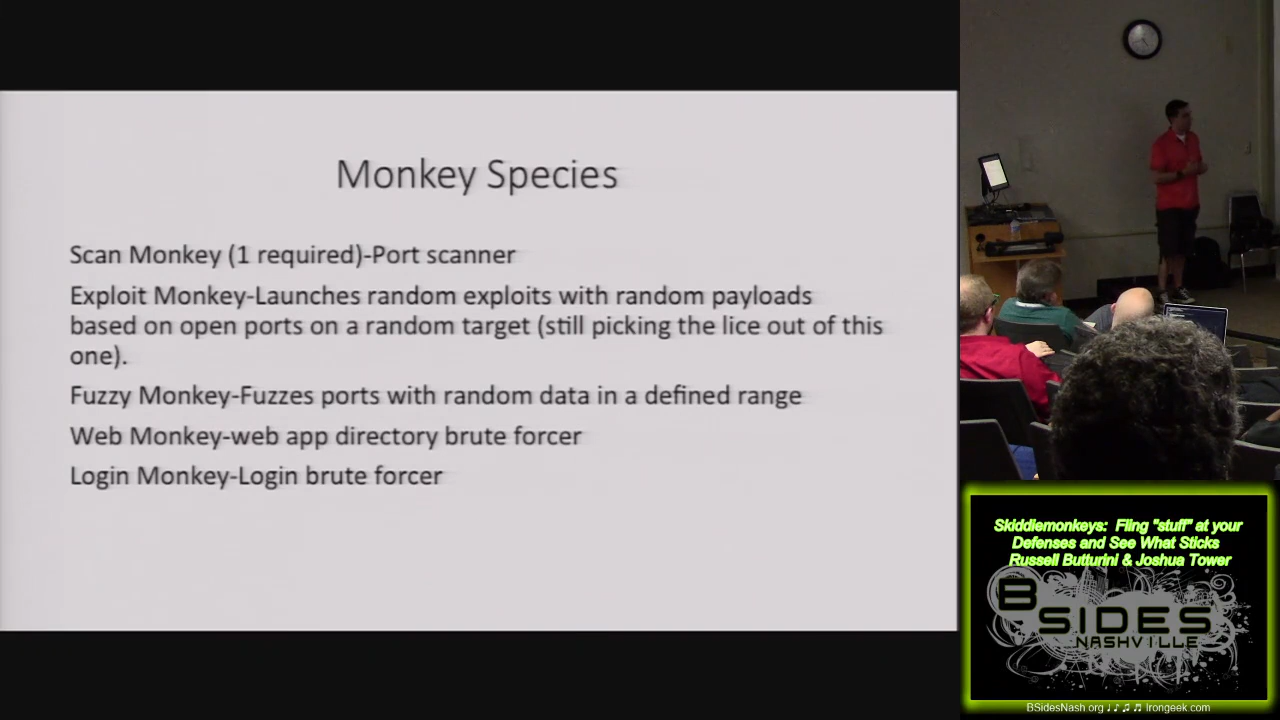 Monkey Species
Scan Monkey (1 required)-Port scanner
Exploit Monkey-Launches random exploits with random payloads
based on open ports on a random target (still picking the lice out of this
one).
Fuzzy Monkey-Fuzzes ports with random data in a defined range
Web Monkey-web app directory brute forcer
Login Monkey-Login brute forcer
Skiddiemonkeys: Fling "stuff" at your
Defenses and See What Sticks
Russell Butturini & Joshua Tower
BSIDES
NASHVILLE
BSidesNash.org ♩ ♪ ♫ ♬ Irongeek.com